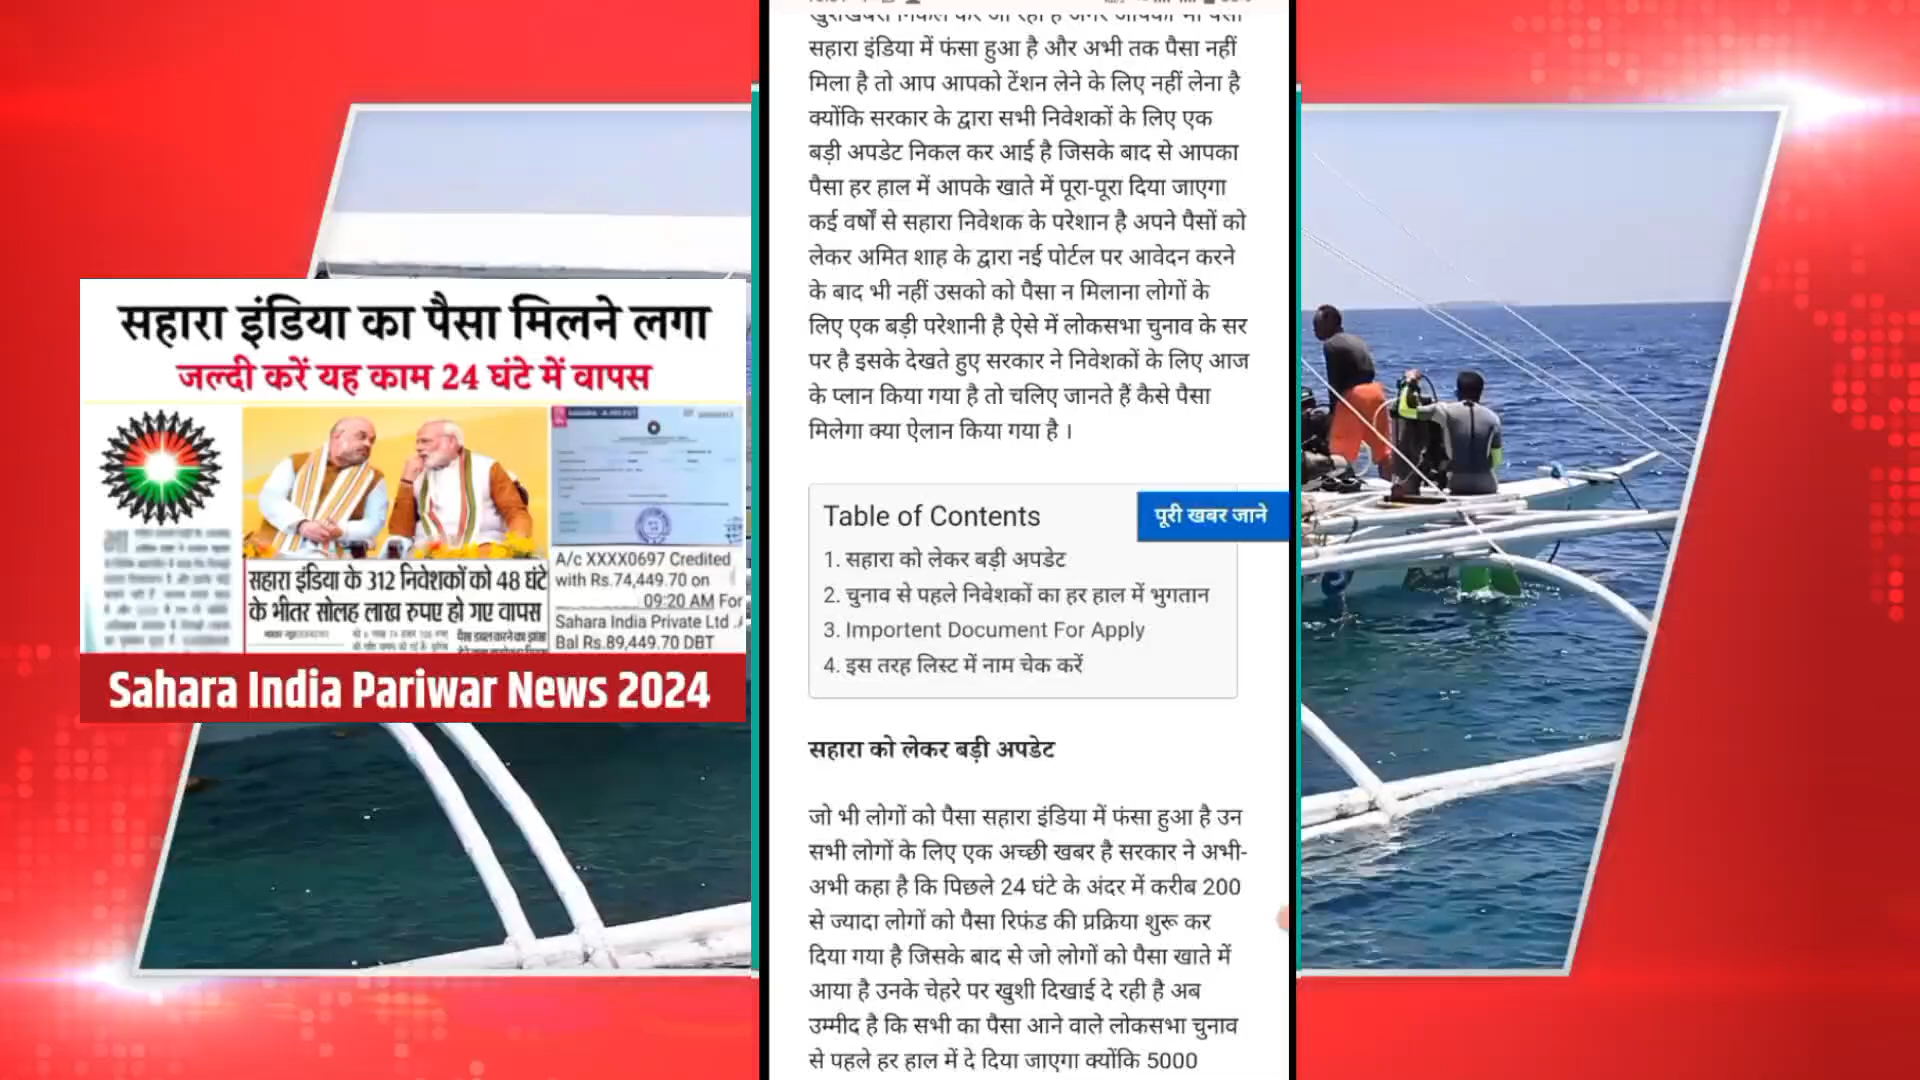 सहारा इंडिया का पैसा मिलने लगा
जल्दी करें यह काम 24 घंटे में वापस
सहारा इंडिया के 312 निवेशकों को 48 घंटे
के भीतर सोलह लाख रुपए हो गए वापस
A/c XXXX0697 Credited
with Rs.74,449.70 on
09:20 AM For
Sahara India Private Ltd
Bal Rs.89,449.70 DBT
Sahara India Pariwar News 2024
सहारा इंडिया में फंसा हुआ है और अभी तक पैसा नहीं
मिला है तो आप आपको टेंशन लेने के लिए नहीं लेना है
क्योंकि सरकार के द्वारा सभी निवेशकों के लिए एक
बड़ी अपडेट निकल कर आई है जिसके बाद से आपका
पैसा हर हाल में आपके खाते में पूरा-पूरा दिया जाएगा
कई वर्षों से सहारा निवेशक के परेशान है अपने पैसों को
लेकर अमित शाह के द्वारा नई पोर्टल पर आवेदन करने
के बाद भी नहीं उसको को पैसा न मिलाना लोगों के
लिए एक बड़ी परेशानी है ऐसे में लोकसभा चुनाव के सर
पर है इसके देखते हुए सरकार ने निवेशकों के लिए आज
के प्लान किया गया है तो चलिए जानते हैं कैसे पैसा
मिलेगा क्या ऐलान किया गया है ।
Table of Contents
पूरी खबर जाने
1. सहारा को लेकर बड़ी अपडेट
2. चुनाव से पहले निवेशकों का हर हाल में भुगतान
3. Importent Document For Apply
4. इस तरह लिस्ट में नाम चेक करें
सहारा को लेकर बड़ी अपडेट
जो भी लोगों को पैसा सहारा इंडिया में फंसा हुआ है उन
सभी लोगों के लिए एक अच्छी खबर है सरकार ने अभी-
अभी कहा है कि पिछले 24 घंटे के अंदर में करीब 200
से ज्यादा लोगों को पैसा रिफंड की प्रक्रिया शुरू कर
दिया गया है जिसके बाद से जो लोगों को पैसा खाते में
आया है उनके चेहरे पर खुशी दिखाई दे रही है अब
उम्मीद है कि सभी का पैसा आने वाले लोकसभा चुनाव
से पहले हर हाल में दे दिया जाएगा क्योंकि 5000